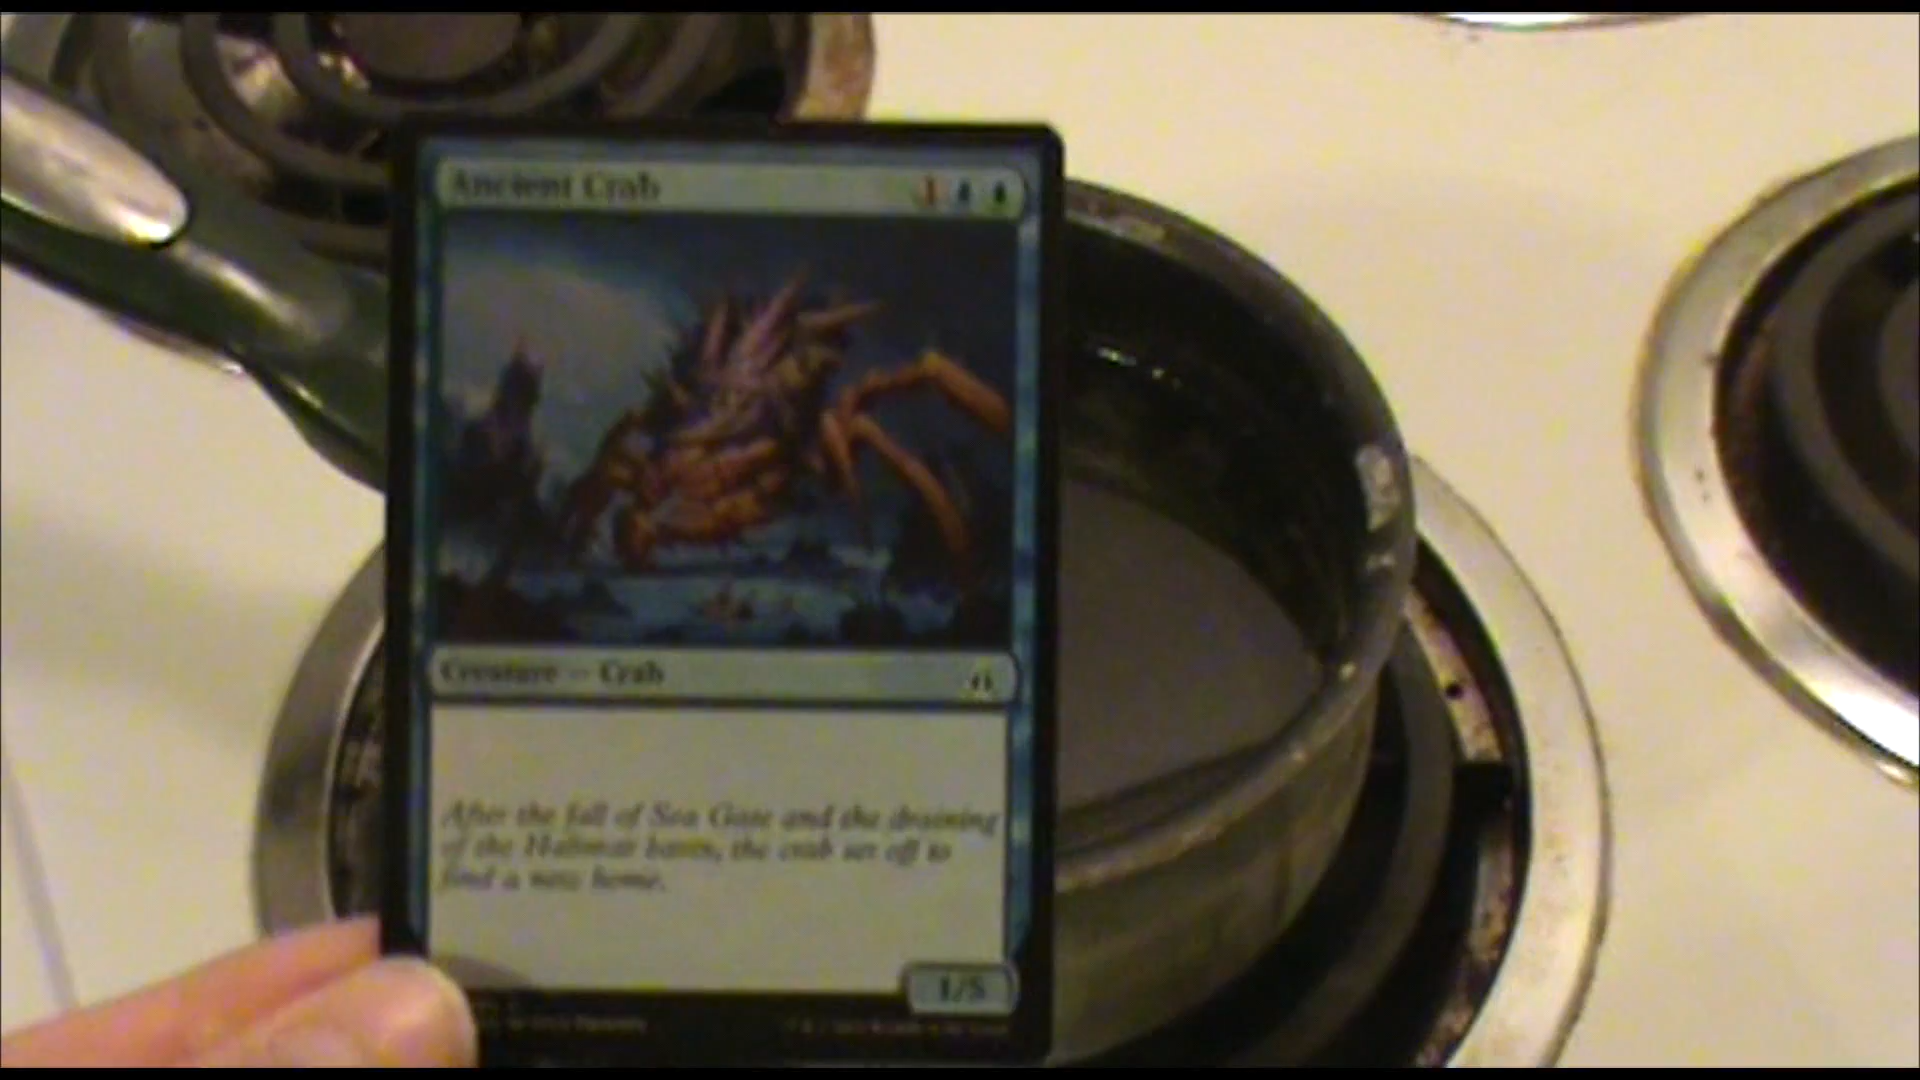 Ancient Crab 1
Creature — Crab
After the fall of Sea Gate and the draining
of the Halimar basin, the crab set off to
find a new home.
1/5